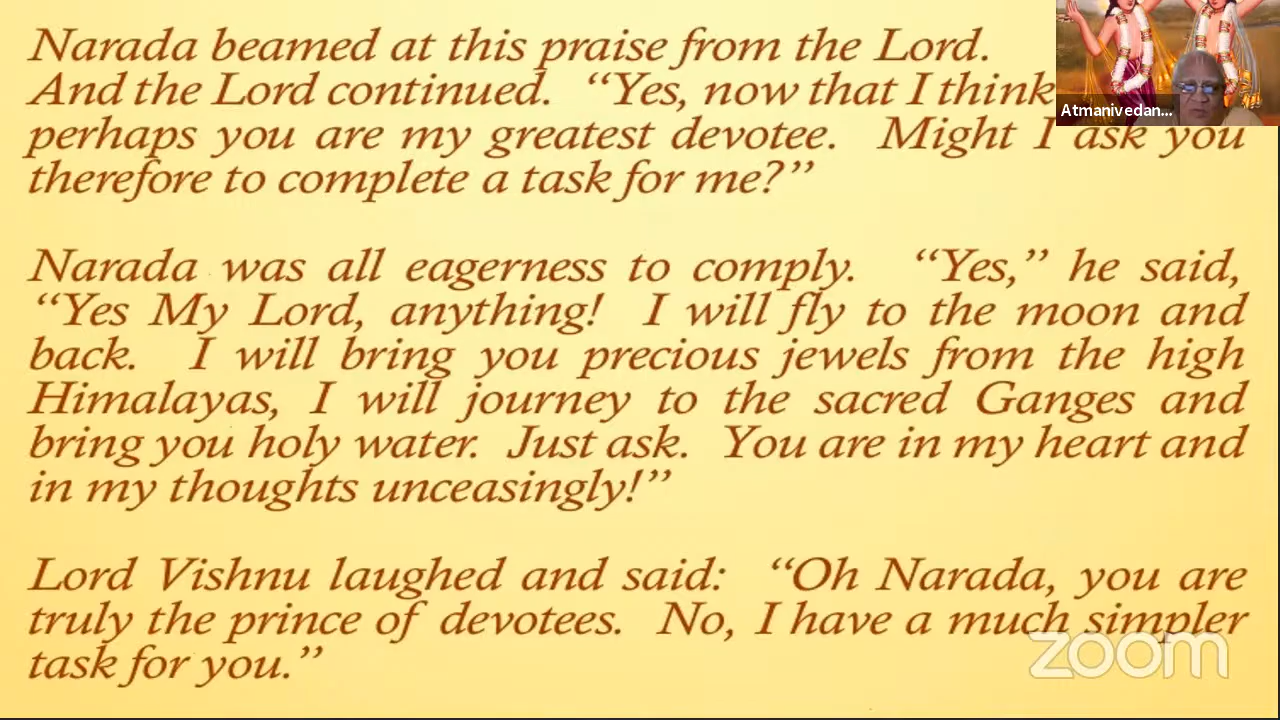 Narada beamed at this praise from the Lord.
And the Lord continued. “Yes, now that I think
perhaps you are my greatest devotee. Might I ask you
therefore to complete a task for me?”
Narada was all eagerness to comply. “Yes,” he said,
“Yes My Lord, anything! I will fly to the moon and
back. I will bring you precious jewels from the high
Himalayas, I will journey to the sacred Ganges and
bring you holy water. Just ask. You are in my heart and
in my thoughts unceasingly!”
Lord Vishnu laughed and said: “Oh Narada, you are
truly the prince of devotees. No, I have a much simpler
task for you.”
Atmanivedan...
zoom